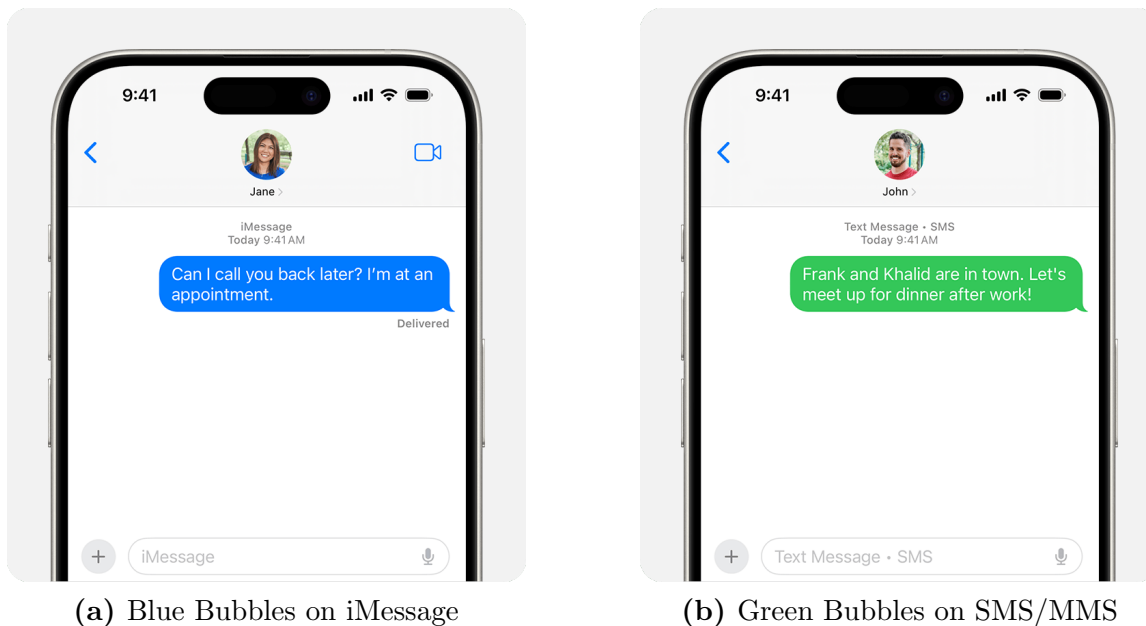 9:41
Jane
iMessage
Today 9:41 AM
Can I call you back later? I'm at an
appointment.
Delivered
iMessage
(a) Blue Bubbles on iMessage
9:41
John
Text Message • SMS
Today 9:41 AM
Frank and Khalid are in town. Let's
meet up for dinner after work!
Text Message • SMS
(b) Green Bubbles on SMS/MMS